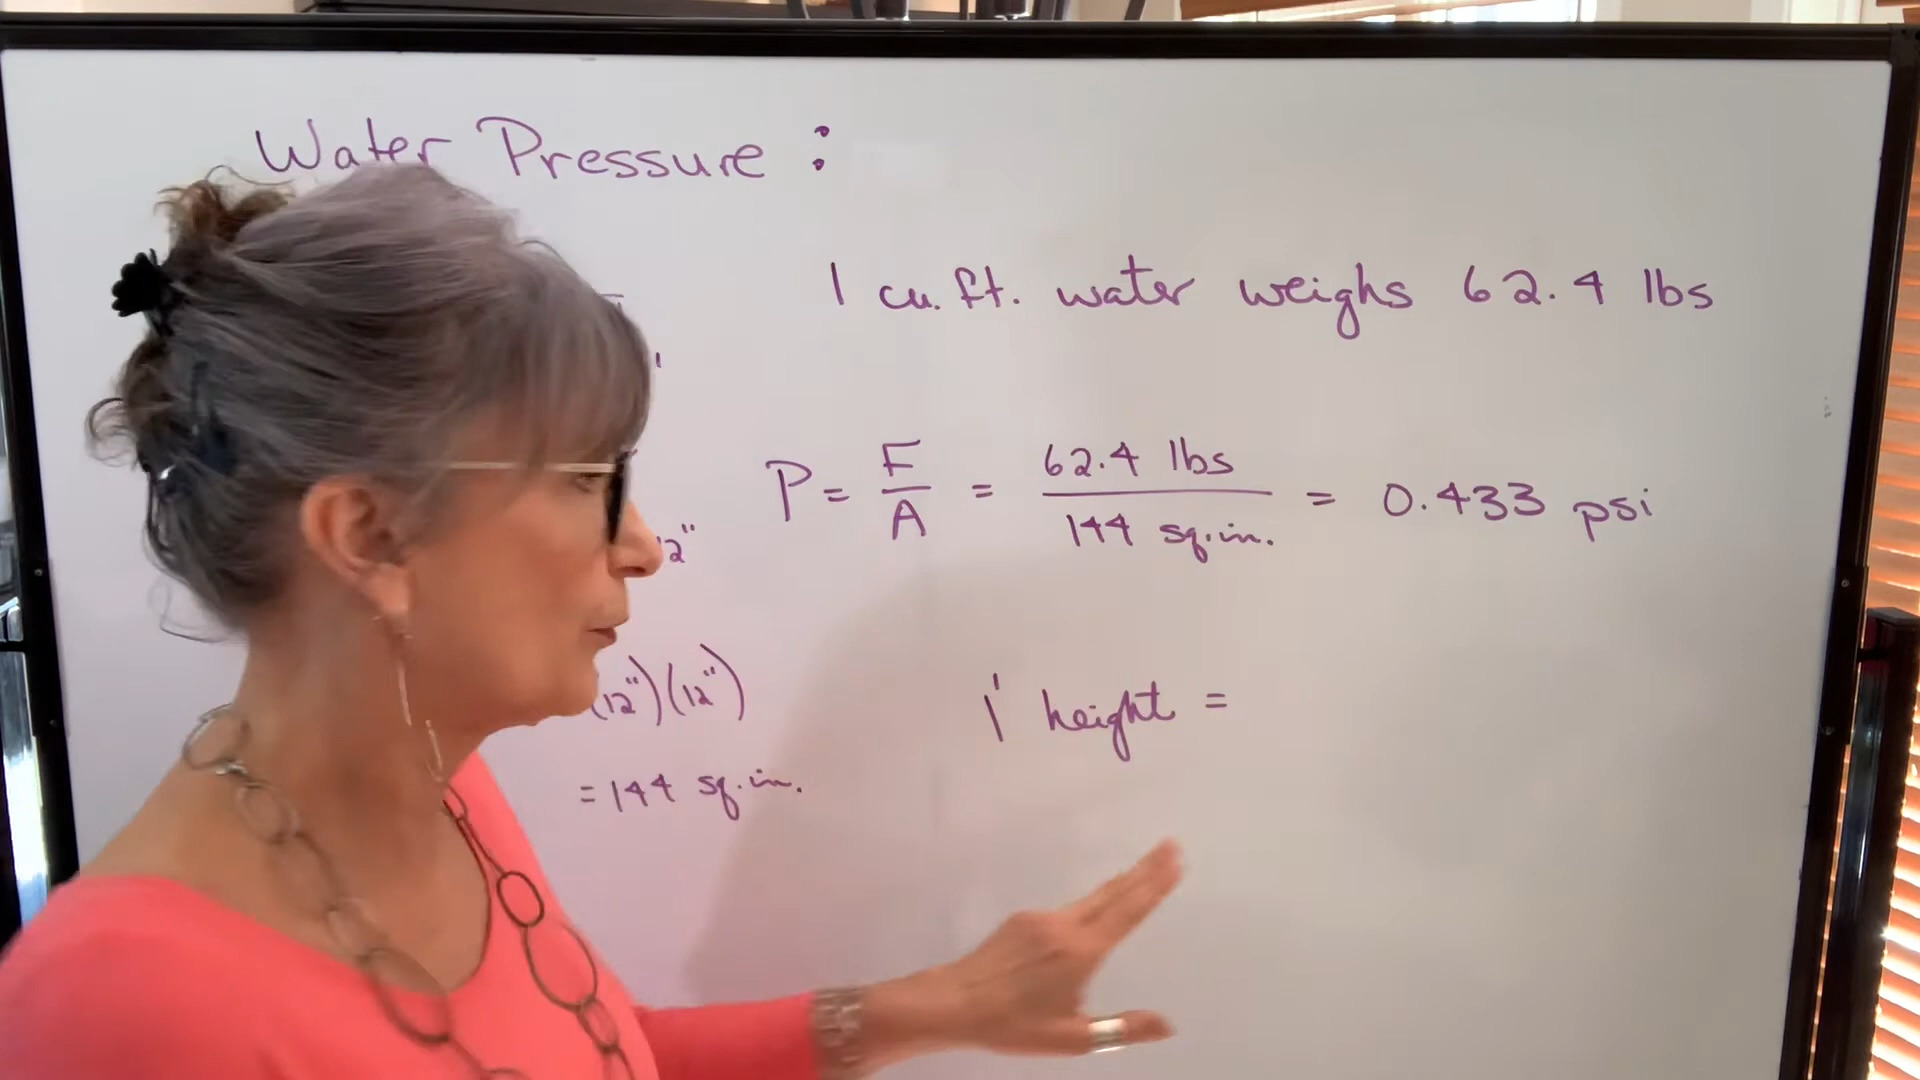 Water Pressure :
1 cu. ft. water weighs 62.4 lbs
P = F/A = 62.4 lbs / 144 sq.in. = 0.433 psi
12"
(12")(12")
= 144 sq.in.
1' height =